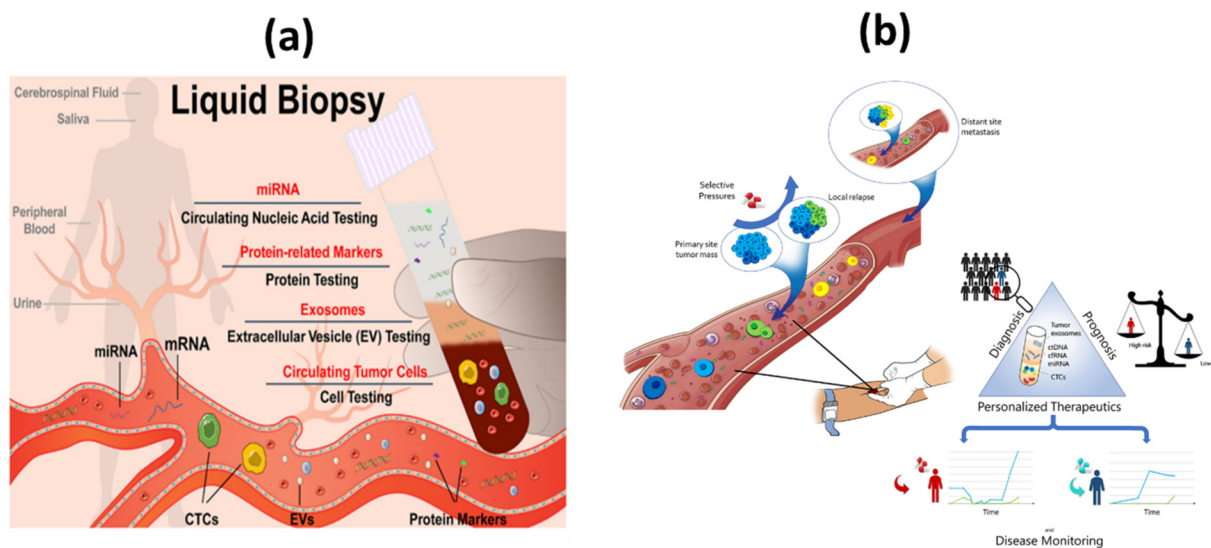 (a)
Liquid Biopsy
Cerebrospinal Fluid
Saliva
Peripheral
Blood
Urine
miRNA
Circulating Nucleic Acid Testing
Protein-related Markers
Protein Testing
Exosomes
Extracellular Vesicle (EV) Testing
Circulating Tumor Cells
Cell Testing
miRNA
mRNA
CTCs
EVs
Protein Markers
(b)
Distant site
metastasis
Selective
Pressures
Local relapse
Primary site
tumor mass
Diagnosis
Prognosis
Tumor
exosomes
ctDNA
cfRNA
miRNA
CTCs
High risk
Low
Personalized Therapeutics
Time
Time
and
Disease Monitoring